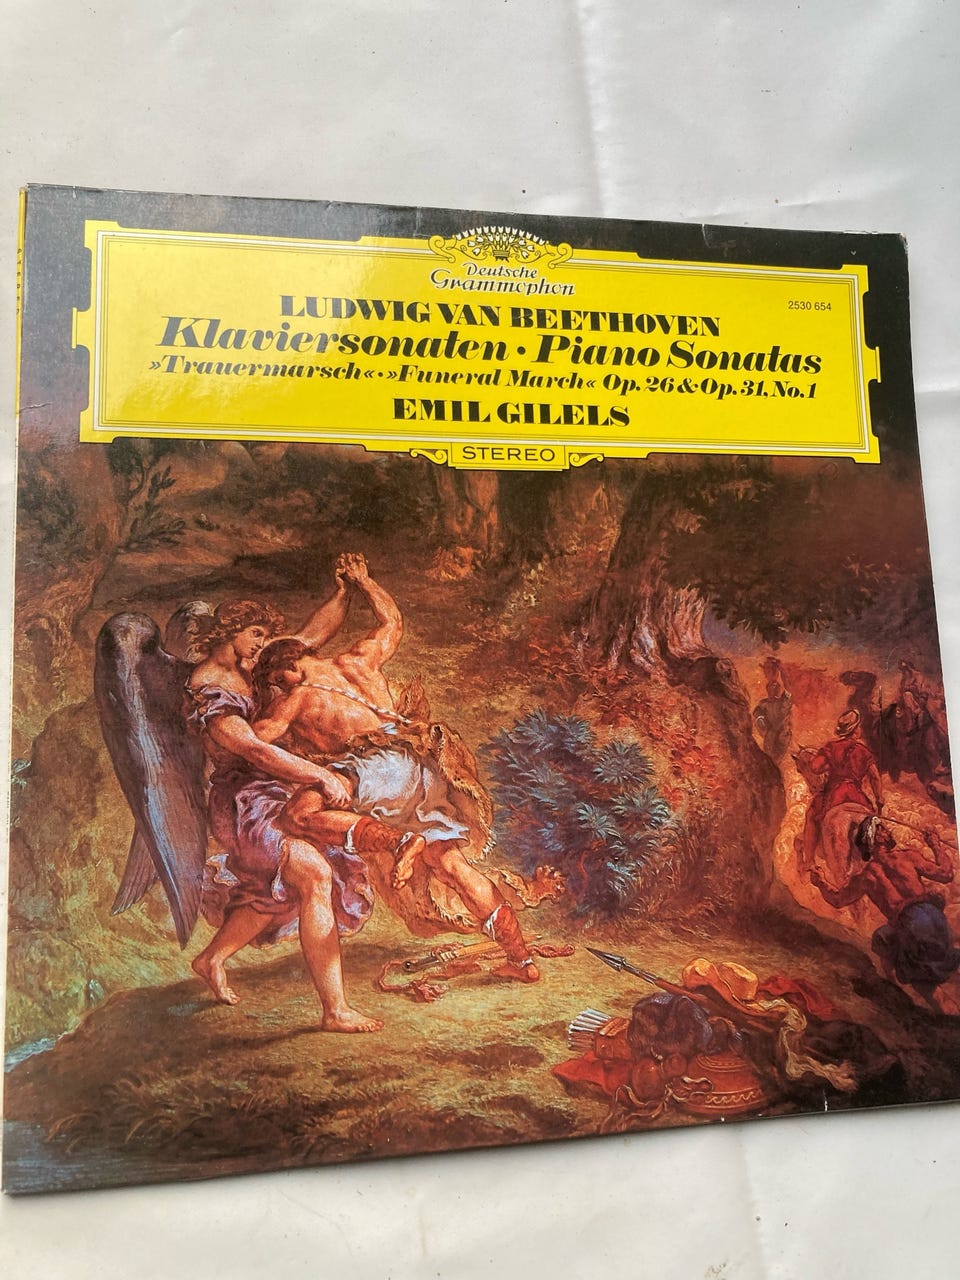 Deutsche
Grammophon
2530 654
LUDWIG VAN BEETHOVEN
Klaviersonaten · Piano Sonatas
»Trauermarsch«·»Funeral March« Op. 26 & Op. 31, No. 1
EMIL GILELS
STEREO